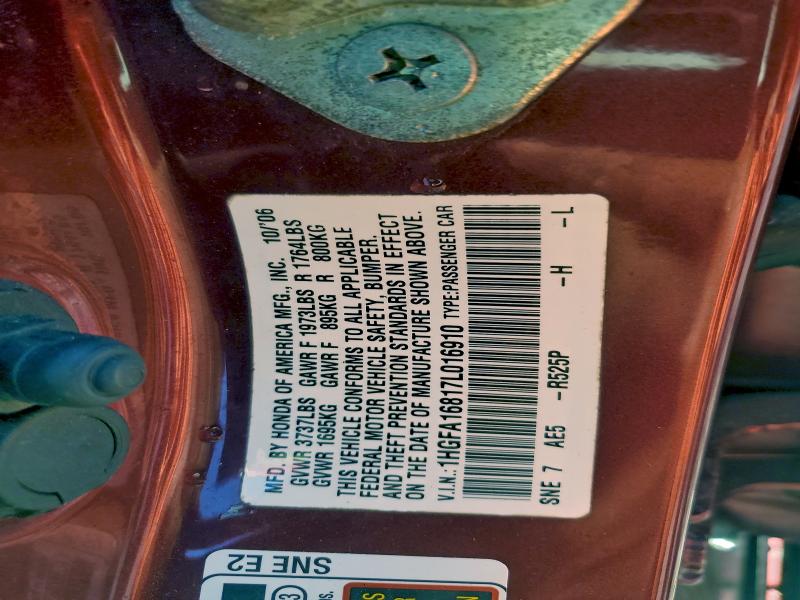 MFD. BY HONDA OF AMERICA MFG., INC. 10/'06
GVWR 3737LBS GAWR F 1973LBS R 1764LBS
GVWR 1695KG GAWR F 895KG R 800KG
THIS VEHICLE CONFORMS TO ALL APPLICABLE
FEDERAL MOTOR VEHICLE SAFETY, BUMPER,
AND THEFT PREVENTION STANDARDS IN EFFECT
ON THE DATE OF MANUFACTURE SHOWN ABOVE.
V.I.N.: 1HGFA16817L016910 TYPE:PASSENGER CAR
SNE 7 AE5 -R525P -H -L
SNE E2
3